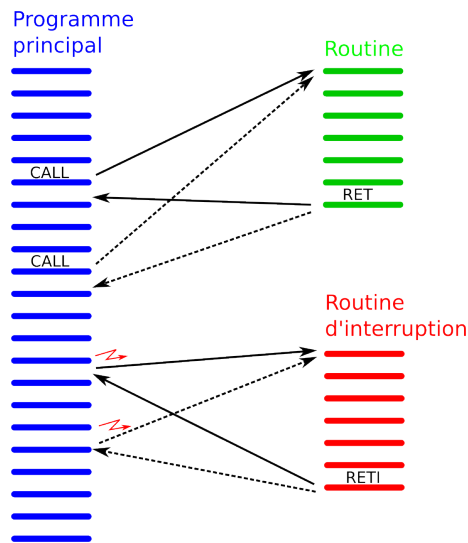 Programme
principal
Routine
CALL
RET
CALL
Routine
d'interruption
RETI